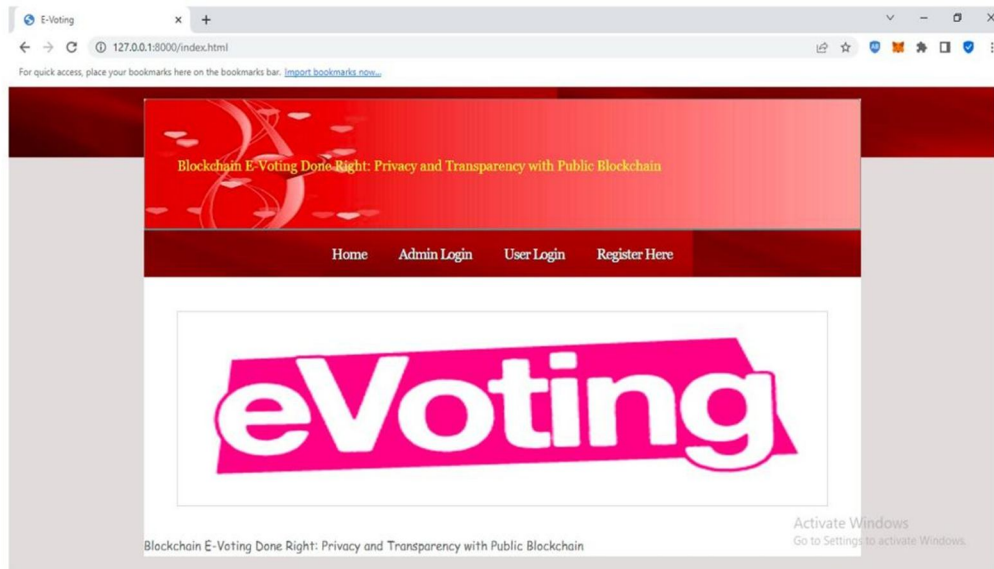 E-Voting
127.0.0.1:8000/index.html
For quick access, place your bookmarks here on the bookmarks bar. Import bookmarks now...
Blockchain E-Voting Done Right: Privacy and Transparency with Public Blockchain
Home Admin Login User Login Register Here
eVoting
Activate Windows
Go to Settings to activate Windows.
Blockchain E-Voting Done Right: Privacy and Transparency with Public Blockchain